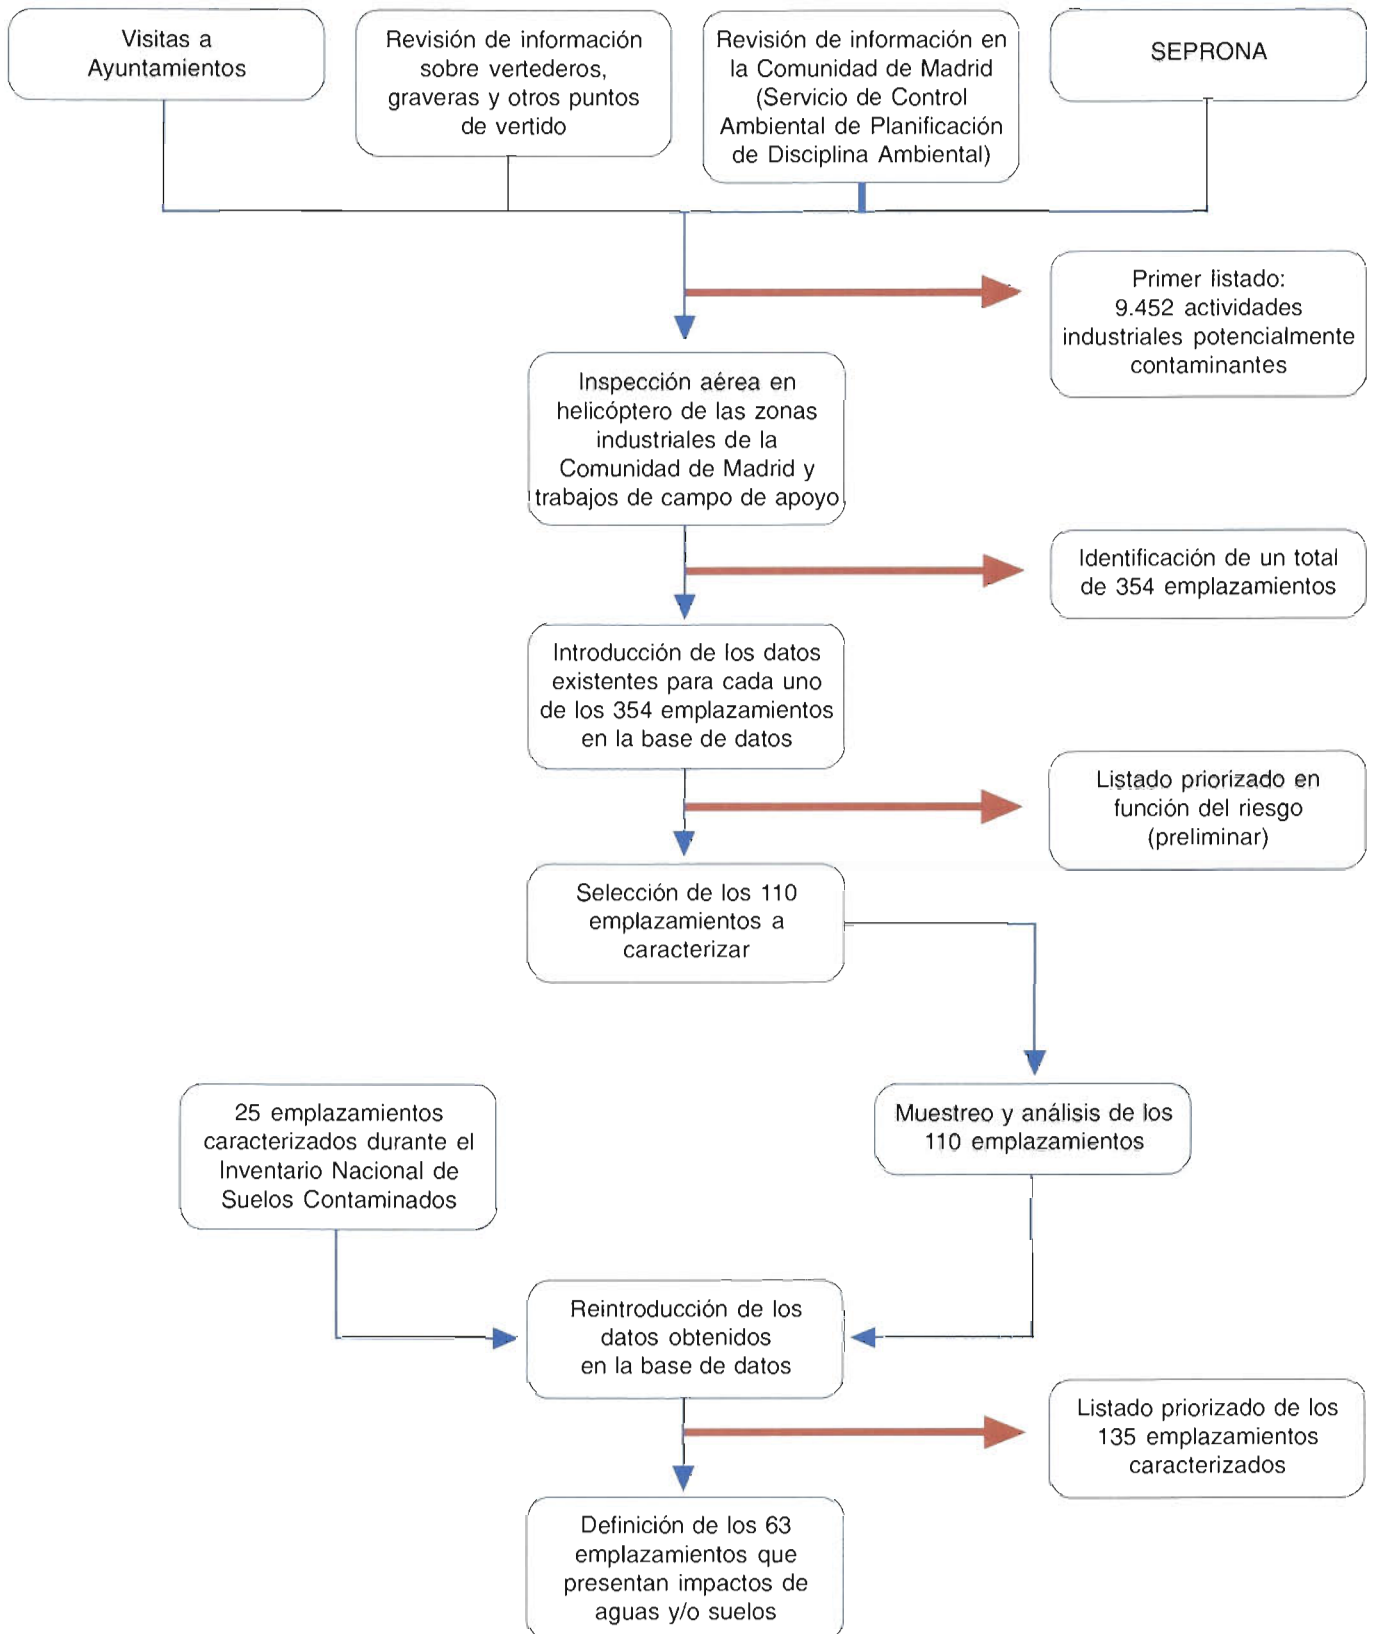 Visitas a
Ayuntamientos
Revisión de información
sobre vertederos,
graveras y otros puntos
de vertido
Revisión de información en
la Comunidad de Madrid
(Servicio de Control
Ambiental de Planificación
de Disciplina Ambiental)
SEPRONA
Primer listado:
9.452 actividades
industriales potencialmente
contaminantes
Inspección aérea en
helicóptero de las zonas
industriales de la
Comunidad de Madrid y
trabajos de campo de apoyo
Identificación de un total
de 354 emplazamientos
Introducción de los datos
existentes para cada uno
de los 354 emplazamientos
en la base de datos
Listado priorizado en
función del riesgo
(preliminar)
Selección de los 110
emplazamientos a
caracterizar
25 emplazamientos
caracterizados durante el
Inventario Nacional de
Suelos Contaminados
Muestreo y análisis de los
110 emplazamientos
Reintroducción de los
datos obtenidos
en la base de datos
Listado priorizado de los
135 emplazamientos
caracterizados
Definición de los 63
emplazamientos que
presentan impactos de
aguas y/o suelos